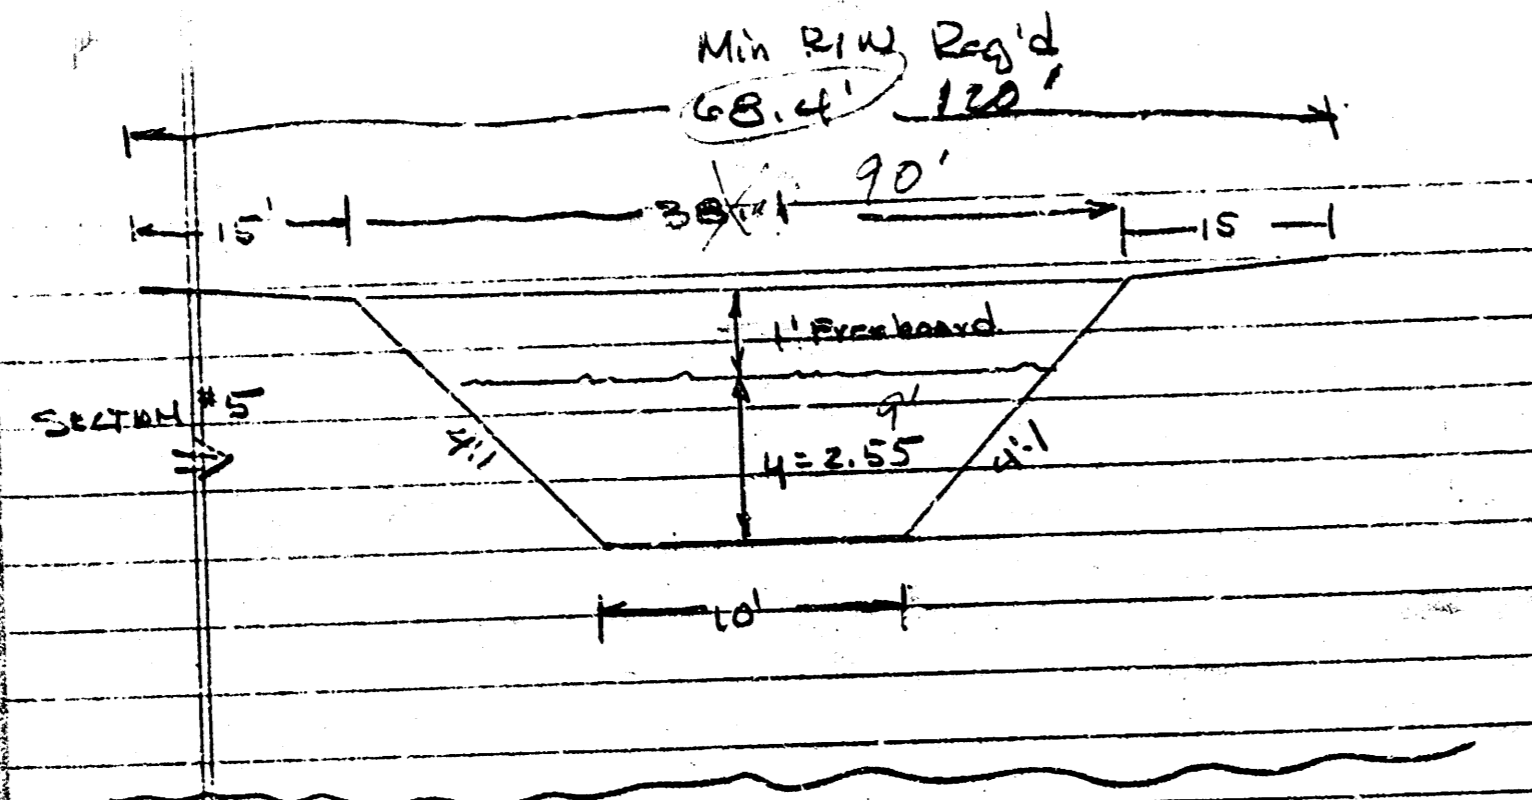 Min R/W Req'd
68.4' 120'
90'
15' 38.4' 15
1' Freeboard
SECTION #5
9'
4:1 y = 2.55 4:1
10'